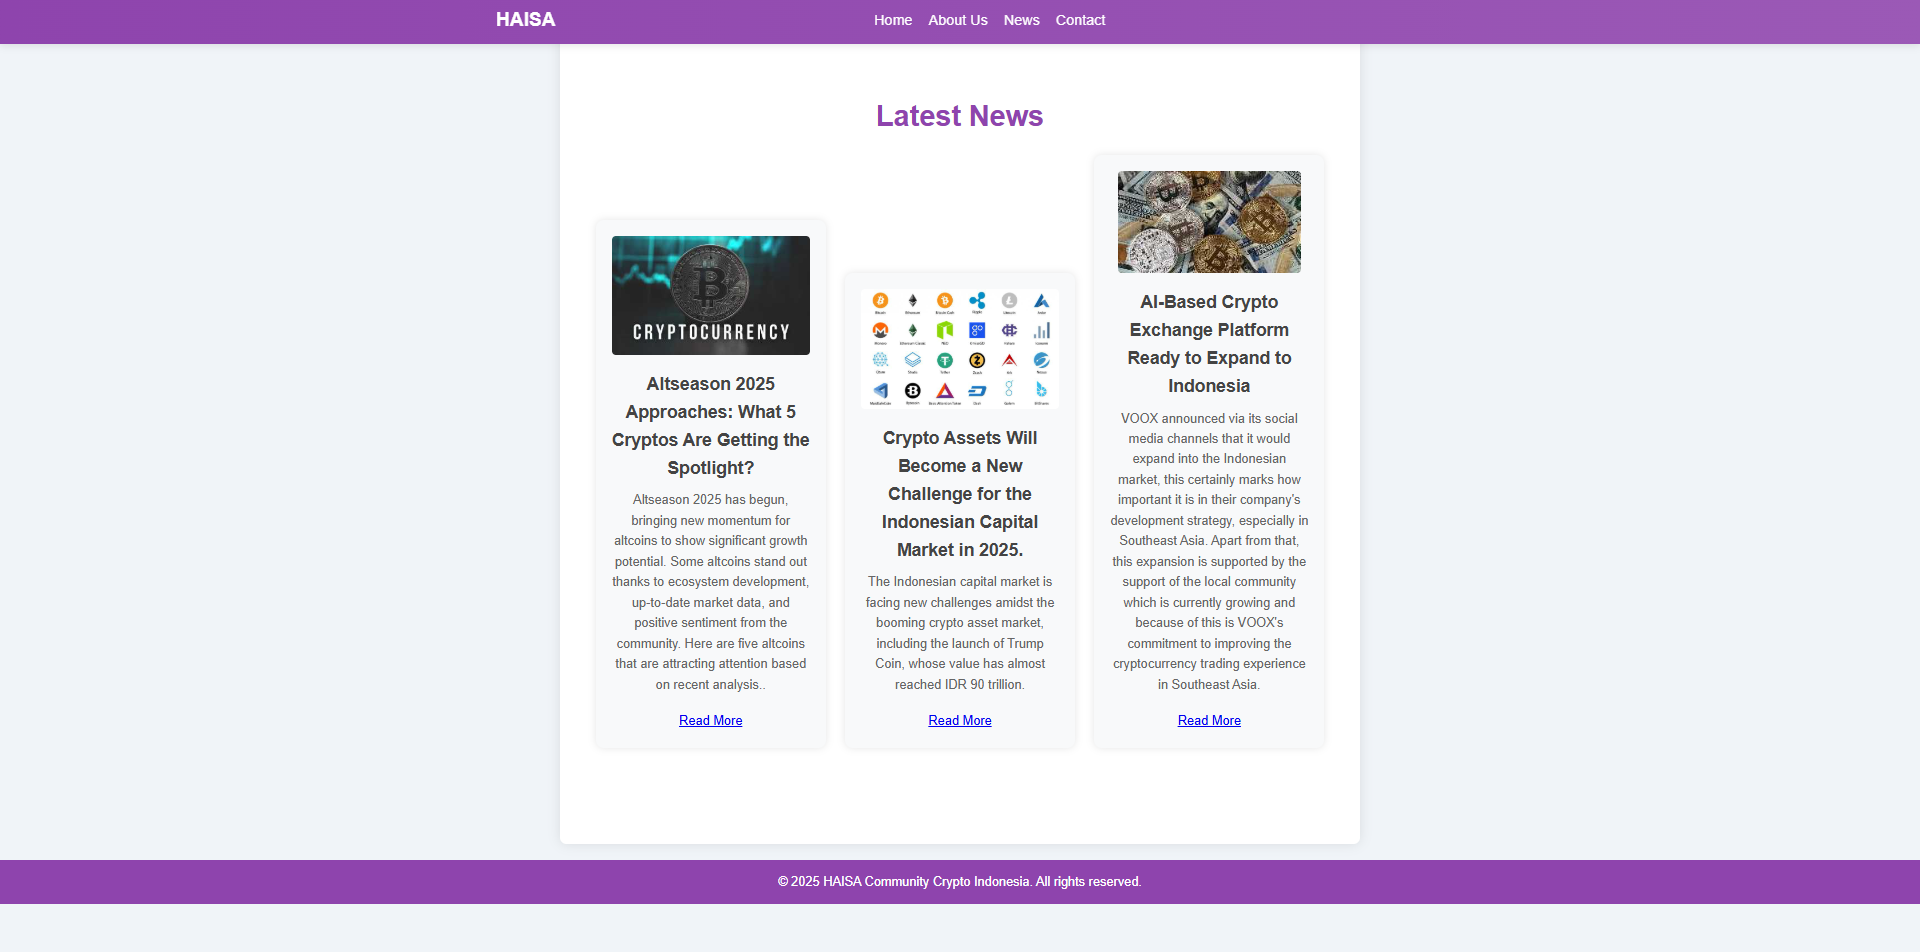 HAISA
Home About Us News Contact
Latest News
CRYPTOCURRENCY
Altseason 2025
Approaches: What 5
Cryptos Are Getting the
Spotlight?
Altseason 2025 has begun,
bringing new momentum for
altcoins to show significant growth
potential. Some altcoins stand out
thanks to ecosystem development,
up-to-date market data, and
positive sentiment from the
community. Here are five altcoins
that are attracting attention based
on recent analysis..
Read More
Crypto Assets Will
Become a New
Challenge for the
Indonesian Capital
Market in 2025.
The Indonesian capital market is
facing new challenges amidst the
booming crypto asset market,
including the launch of Trump
Coin, whose value has almost
reached IDR 90 trillion.
Read More
AI-Based Crypto
Exchange Platform
Ready to Expand to
Indonesia
VOOX announced via its social
media channels that it would
expand into the Indonesian
market, this certainly marks how
important it is in their company's
development strategy, especially in
Southeast Asia. Apart from that,
this expansion is supported by the
support of the local community
which is currently growing and
because of this is VOOX's
commitment to improving the
cryptocurrency trading experience
in Southeast Asia.
Read More
© 2025 HAISA Community Crypto Indonesia. All rights reserved.